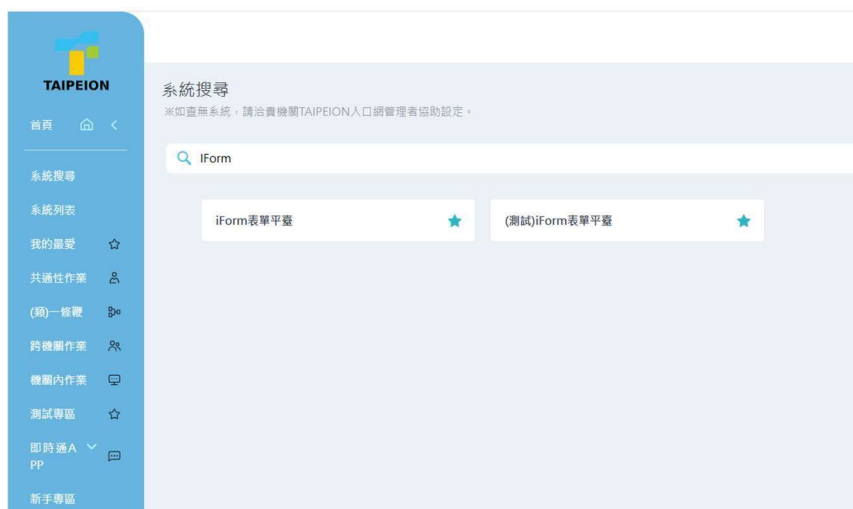 TAIPEION
首頁
系統搜尋
系統列表
我的最愛
共通性作業
(類)一條鞭
跨機關作業
機關內作業
測試專區
即時通A
PP
新手專區
系統搜尋
※如查無系統，請洽貴機關TAIPEION人口網管理者協助設定。
IForm
iForm表單平臺
(測試)iForm表單平臺